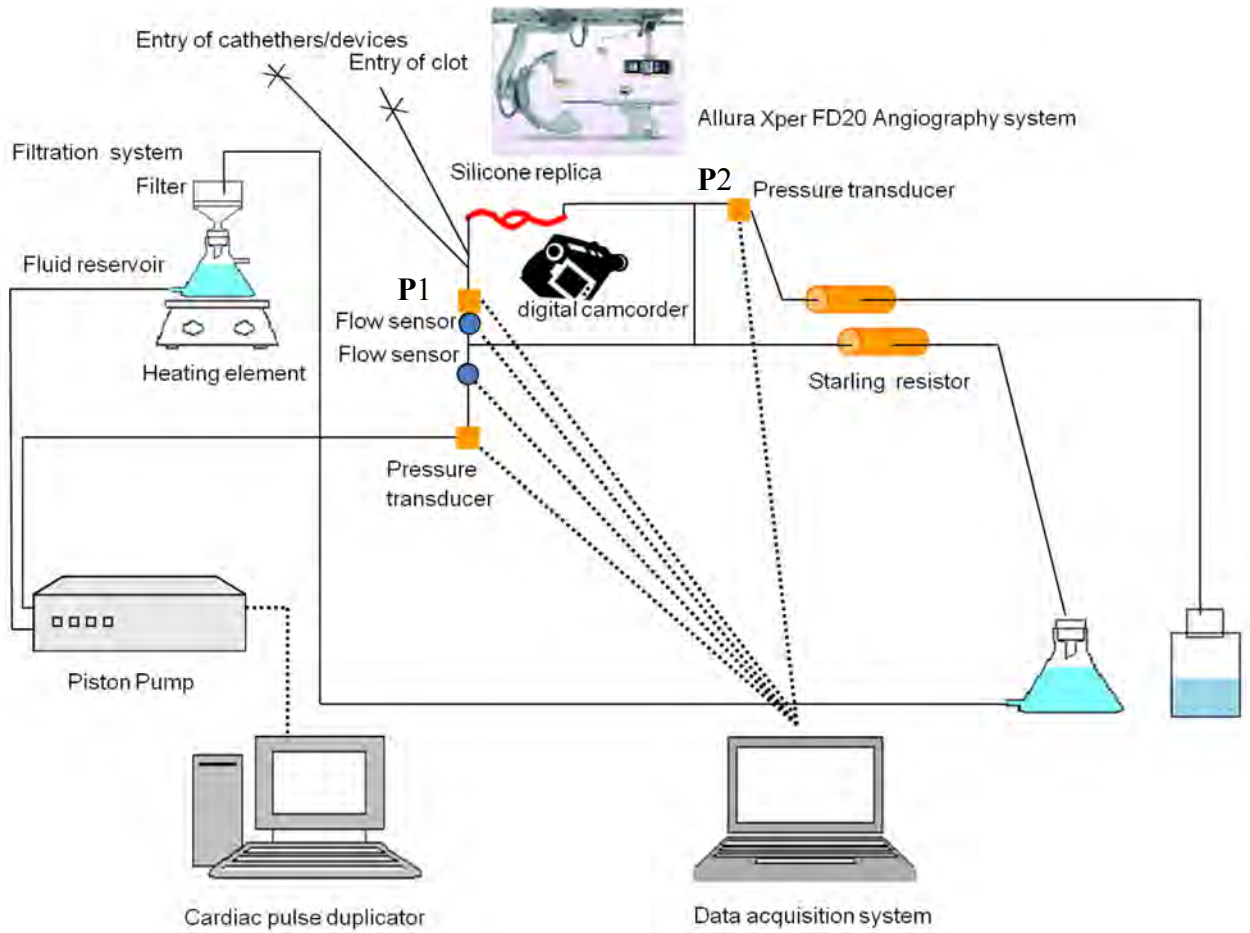 Entry of cathethers/devices
Entry of clot
Allura Xper FD20 Angiography system
Filtration system
Filter
Silicone replica
P2
Pressure transducer
Fluid reservoir
P1
digital camcorder
Flow sensor
Flow sensor
Heating element
Starling resistor
Pressure
transducer
Piston Pump
Cardiac pulse duplicator
Data acquisition system